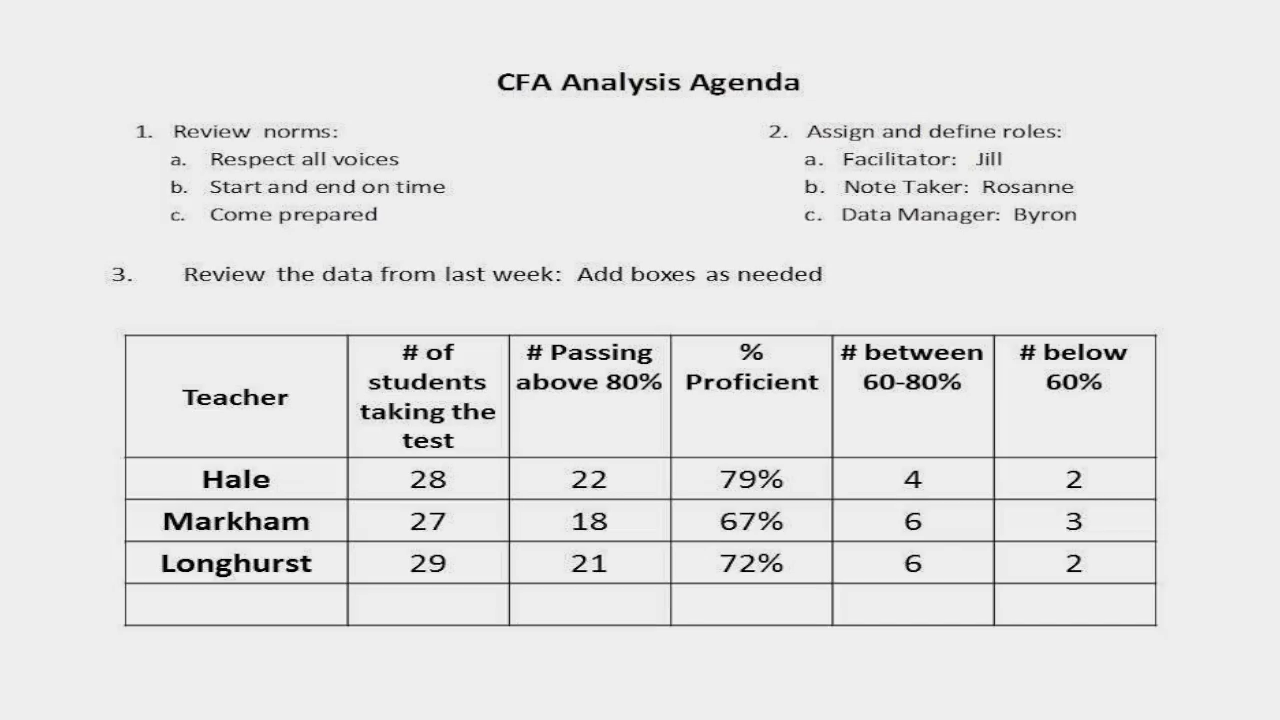 CFA Analysis Agenda
1. Review norms:
a. Respect all voices
b. Start and end on time
c. Come prepared
2. Assign and define roles:
a. Facilitator: Jill
b. Note Taker: Rosanne
c. Data Manager: Byron
3. Review the data from last week: Add boxes as needed
Teacher
# of
students
taking the
test
# Passing
above 80%
%
Proficient
# between
60-80%
# below
60%
Hale 28 22 79% 4 2
Markham 27 18 67% 6 3
Longhurst 29 21 72% 6 2